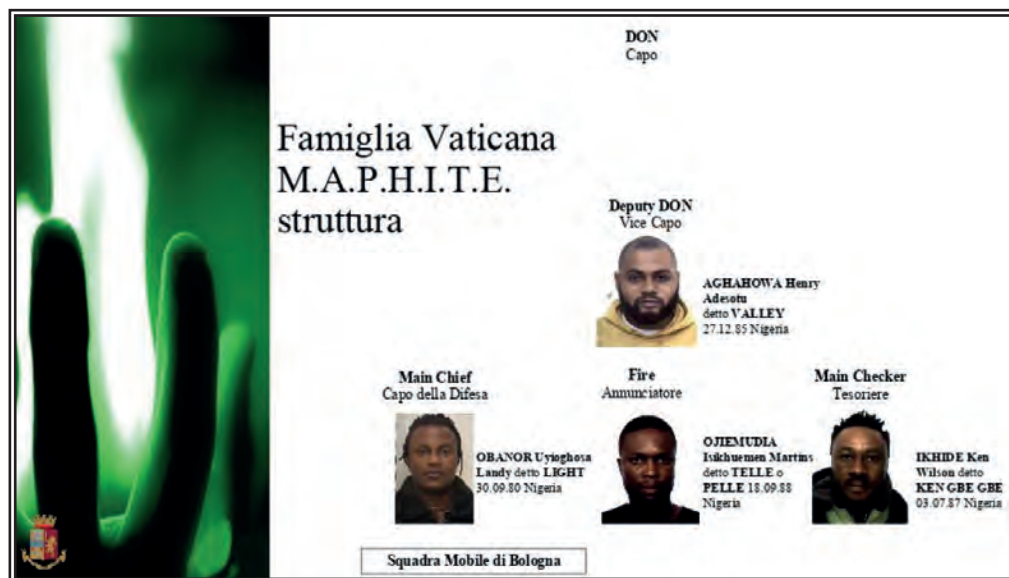 DON
Capo
Famiglia Vaticana
M.A.P.H.I.T.E.
struttura
Deputy DON
Vice Capo
AGHAHOWA Henry
Adesotu
detto VALLEY
27.12.85 Nigeria
Main Chief
Capo della Difesa
OBANOR Uyioghosa
Landy detto LIGHT
30.09.80 Nigeria
Fire
Annunciatore
OJIEMUDIA
Isikhuemen Martins
detto TELLE o
PELLE 18.09.88
Nigeria
Main Checker
Tesoriere
IKHIDE Ken
Wilson detto
KEN GBE GBE
03.07.87 Nigeria
Squadra Mobile di Bologna